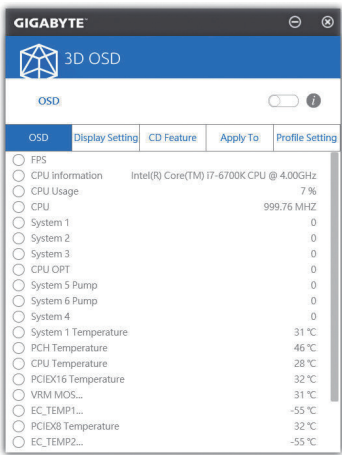 GIGABYTE™
3D OSD
OSD
OSD Display Setting CD Feature Apply To Profile Setting
FPS
CPU information Intel(R) Core(TM) i7-6700K CPU @ 4.00GHz
CPU Usage 7 %
CPU 999.76 MHZ
System 1 0
System 2 0
System 3 0
CPU OPT 0
System 5 Pump 0
System 6 Pump 0
System 4 0
System 1 Temperature 31 ℃
PCH Temperature 46 ℃
CPU Temperature 28 ℃
PCIEX16 Temperature 32 ℃
VRM MOS... 31 ℃
EC_TEMP1... -55 ℃
PCIEX8 Temperature 32 ℃
EC_TEMP2... -55 ℃